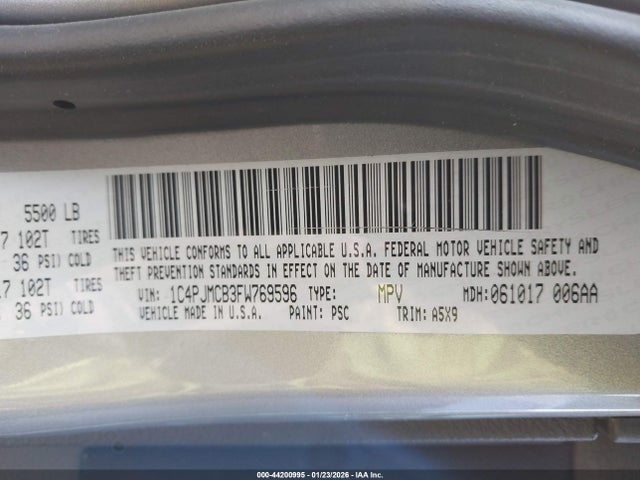 5500 LB
7 102T TIRES
36 PSI) COLD
17 102T TIRES
36 PSI) COLD
THIS VEHICLE CONFORMS TO ALL APPLICABLE U.S.A. FEDERAL MOTOR VEHICLE SAFETY AND
THEFT PREVENTION STANDARDS IN EFFECT ON THE DATE OF MANUFACTURE SHOWN ABOVE.
VIN: 1C4PJMCB3FW769596 TYPE: MPV MDH: 061017 006AA
VEHICLE MADE IN U.S.A. PAINT: PSC TRIM: A5X9
000-44200995 - 01/23/2026 - IAA Inc.